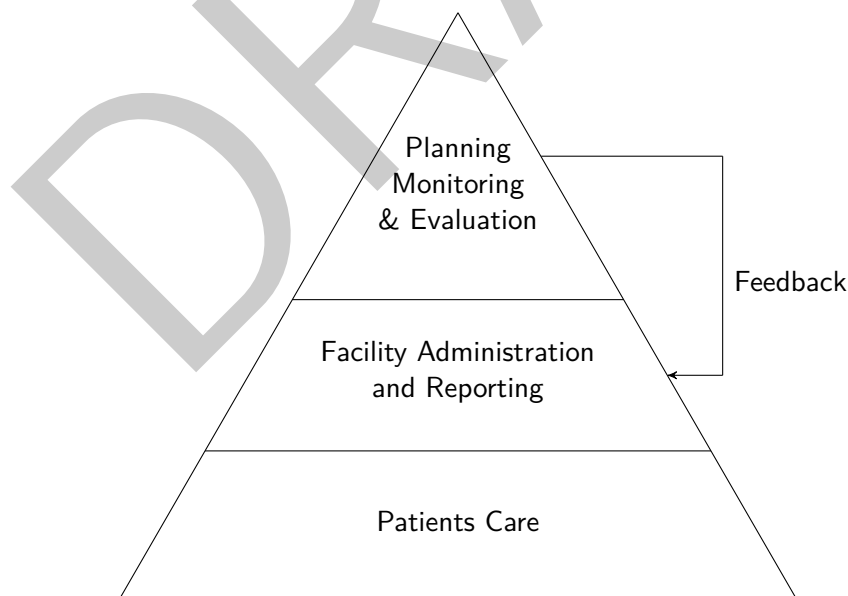 Planning
Monitoring
& Evaluation
Feedback
Facility Administration
and Reporting
Patients Care